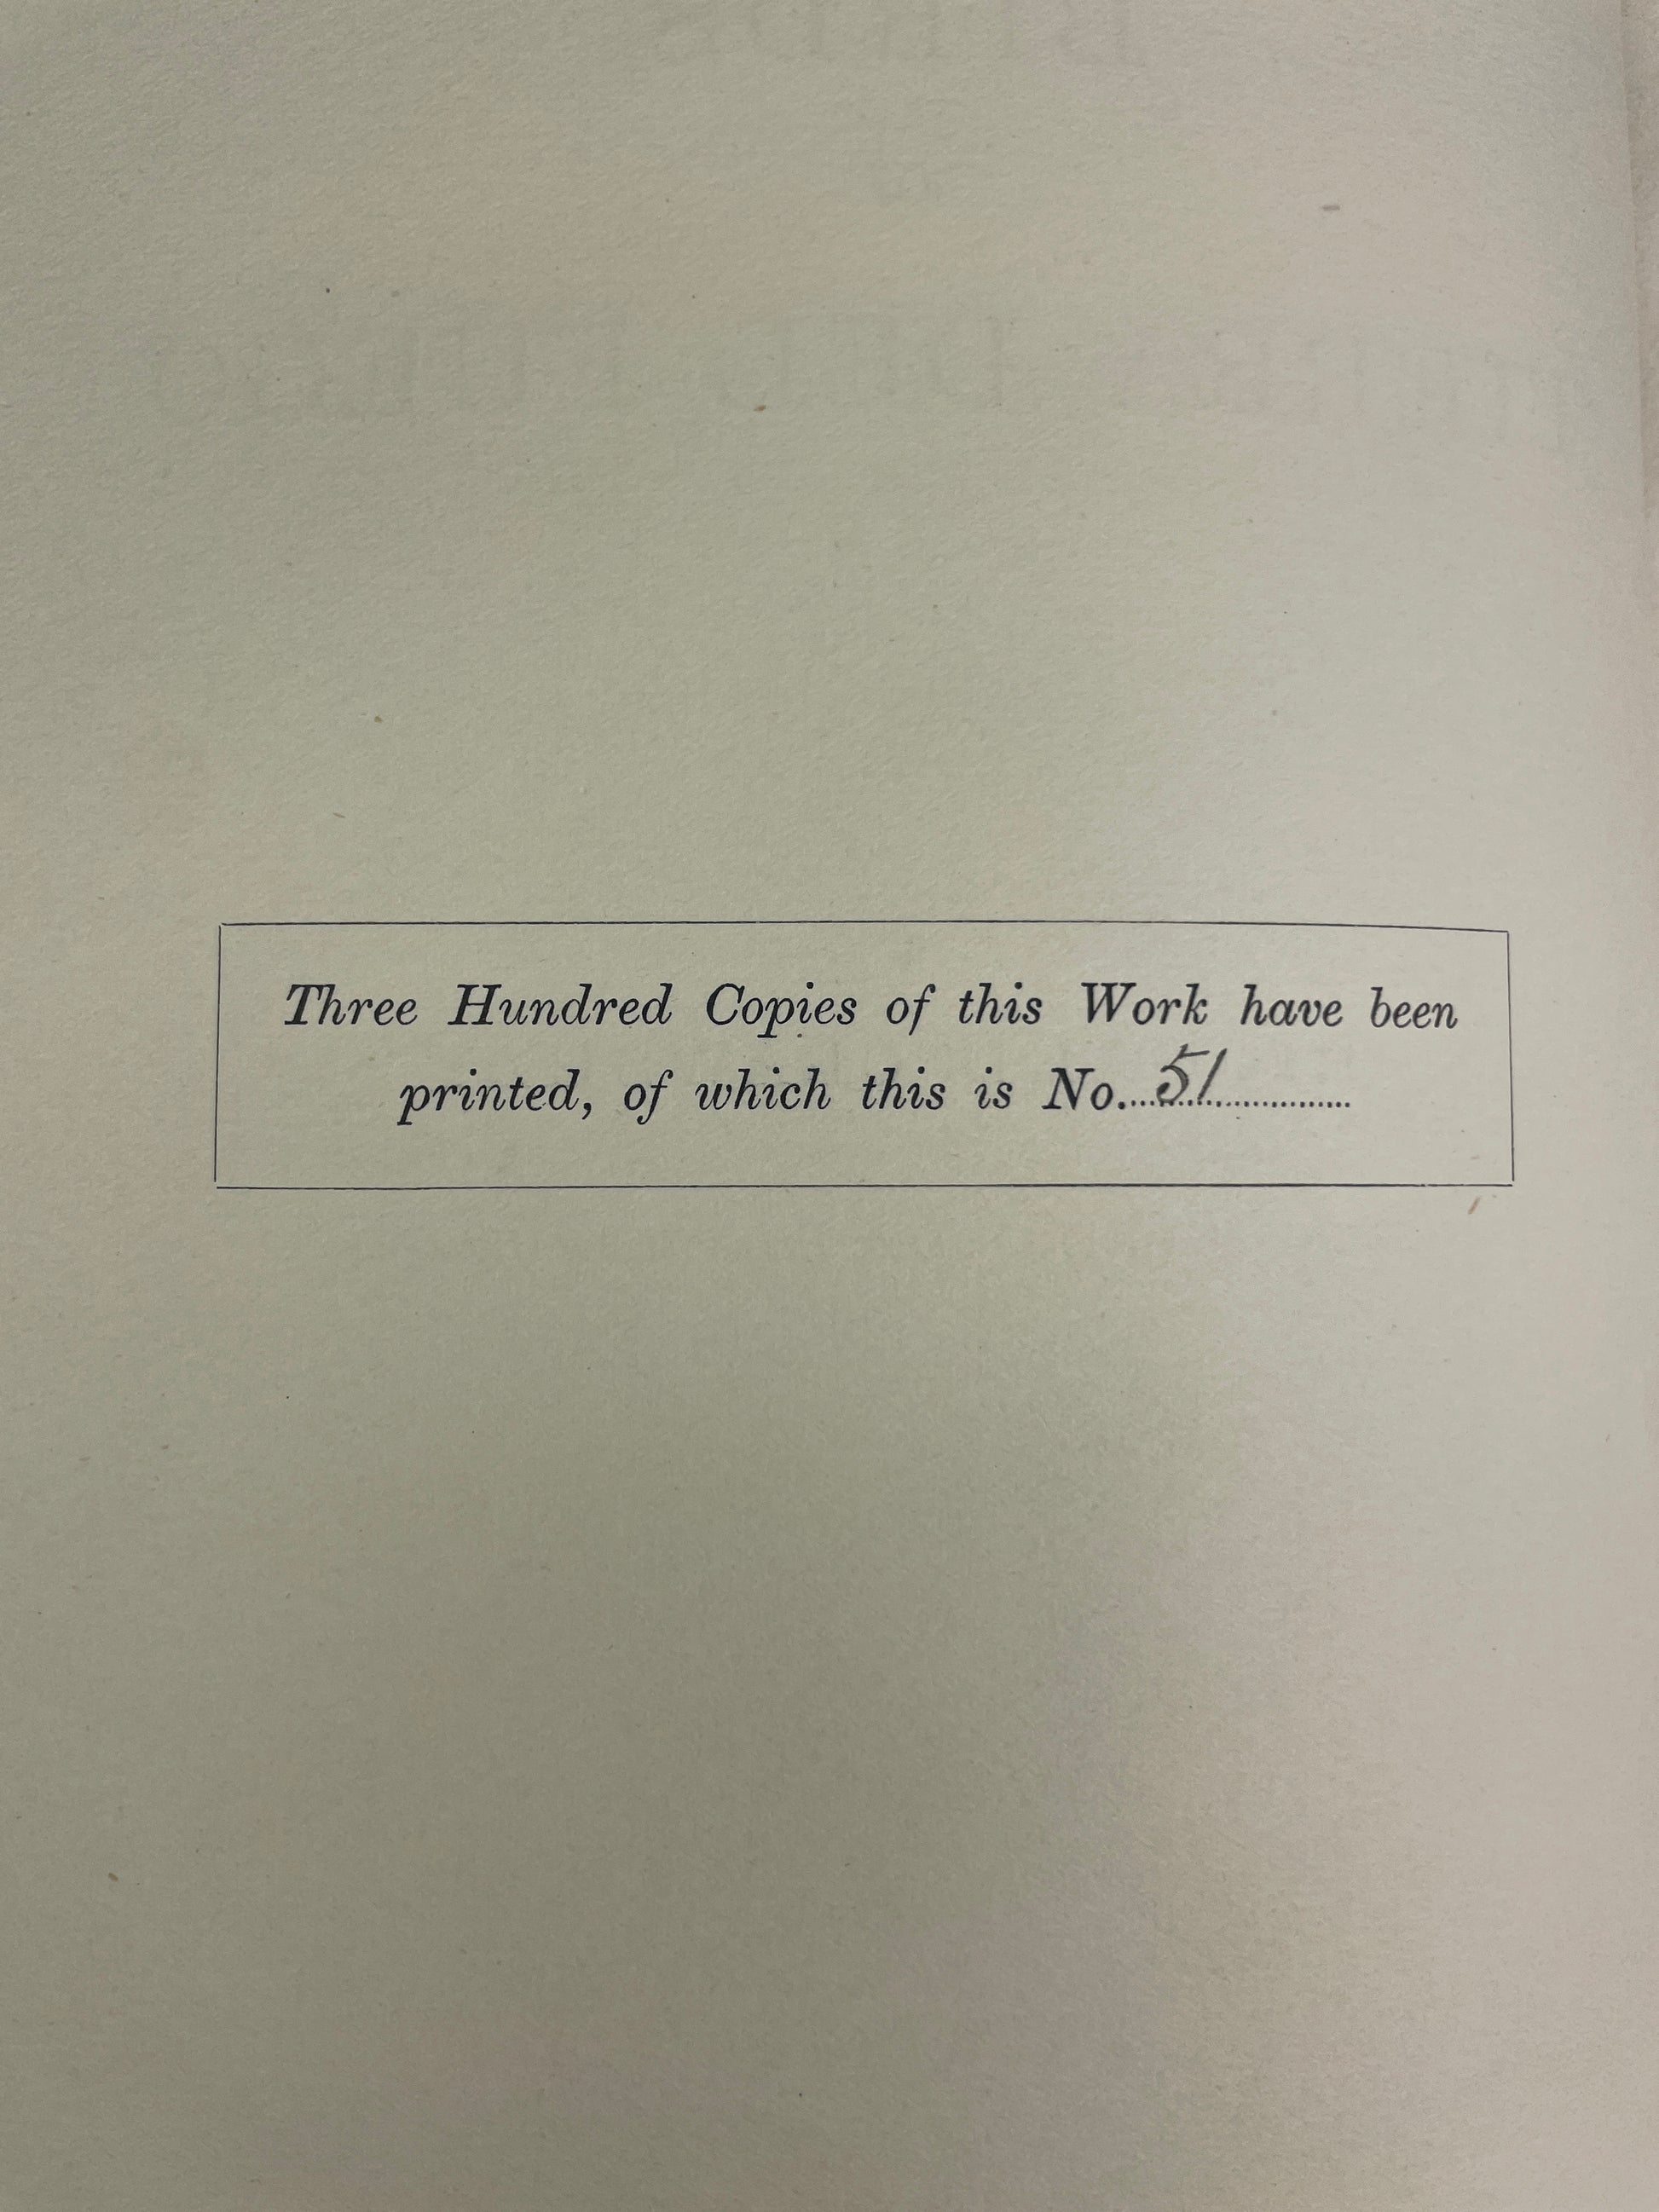 Three Hundred Copies of this Work have been
printed, of which this is No. 51